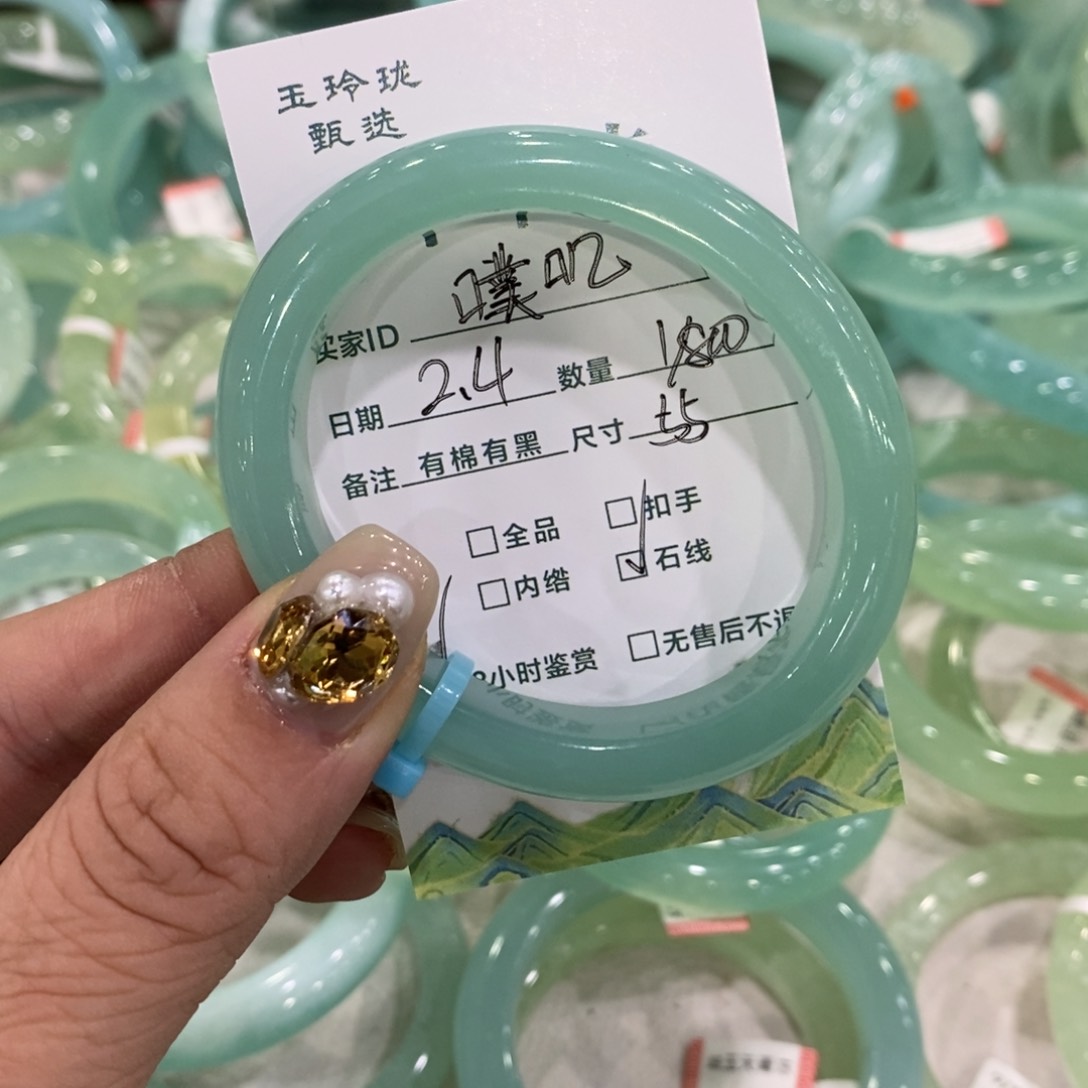 玉玲珑
甄选
买家ID 噗呲
日期 2.4 数量 1800
备注 有棉有黑 尺寸 55
全品 扣手
内绺 石线
小时鉴赏 无售后不退